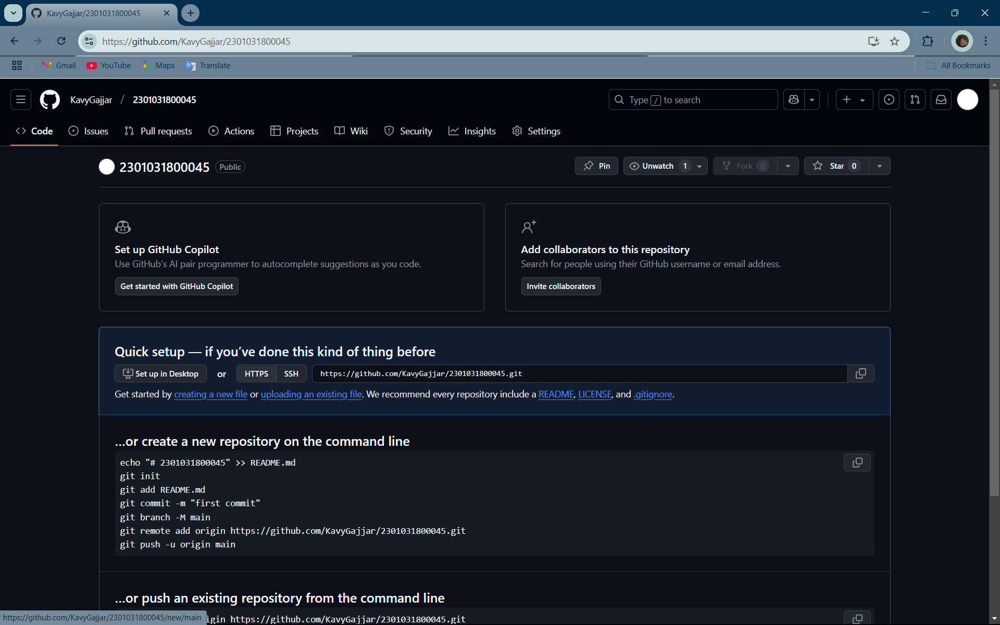 KavyGajjar/2301031800045
https://github.com/KavyGajjar/2301031800045
Gmail
YouTube
Maps
Translate
All Bookmarks
KavyGajjar / 2301031800045
Type / to search
Code
Issues
Pull requests
Actions
Projects
Wiki
Security
Insights
Settings
2301031800045 Public
Pin
Unwatch 1
Fork 0
Star 0
Set up GitHub Copilot
Use GitHub's AI pair programmer to autocomplete suggestions as you code.
Get started with GitHub Copilot
Add collaborators to this repository
Search for people using their GitHub username or email address.
Invite collaborators
Quick setup — if you’ve done this kind of thing before
Set up in Desktop or HTTPS SSH https://github.com/KavyGajjar/2301031800045.git
Get started by creating a new file or uploading an existing file. We recommend every repository include a README, LICENSE, and .gitignore.
…or create a new repository on the command line
echo "# 2301031800045" >> README.md
git init
git add README.md
git commit -m "first commit"
git branch -M main
git remote add origin https://github.com/KavyGajjar/2301031800045.git
git push -u origin main
…or push an existing repository from the command line
igin https://github.com/KavyGajjar/2301031800045.git
https://github.com/KavyGajjar/2301031800045/new/main